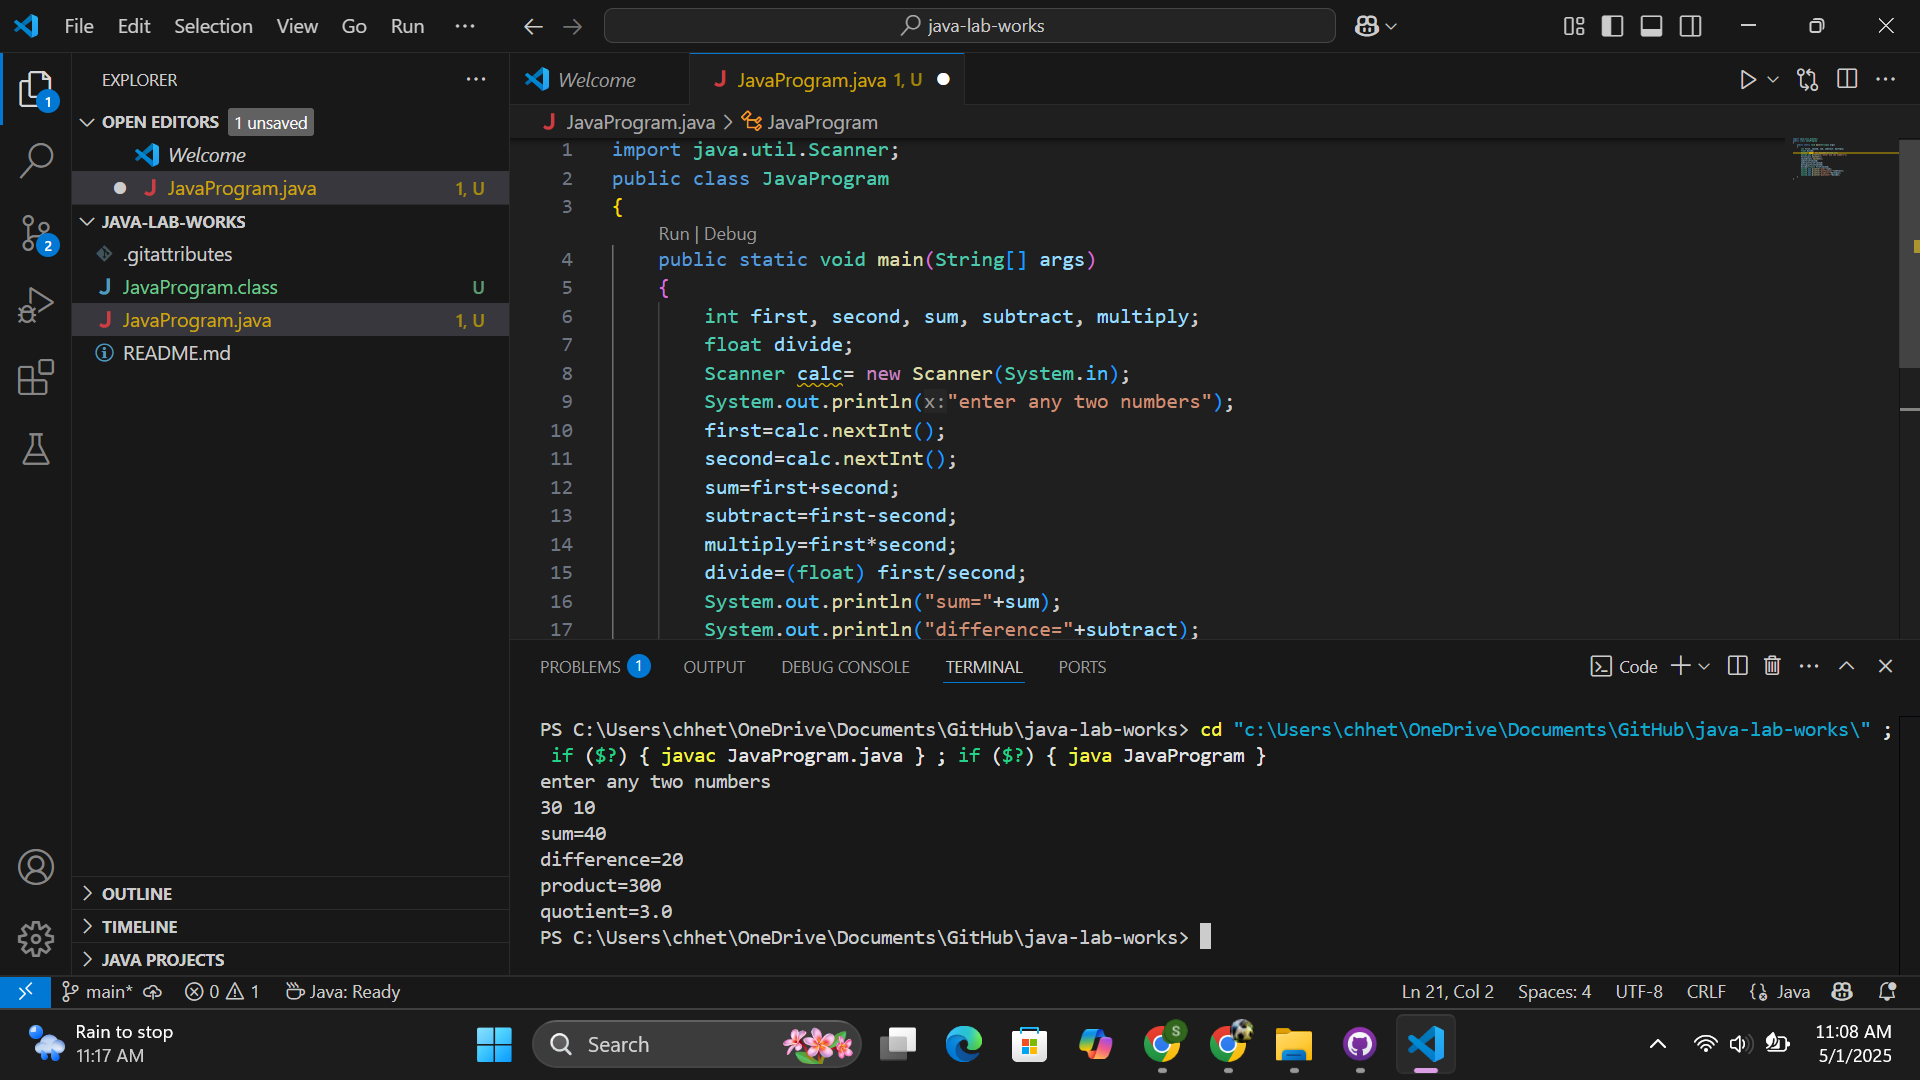 File Edit Selection View Go Run ···
java-lab-works
EXPLORER
OPEN EDITORS 1 unsaved
Welcome
JavaProgram.java 1, U
JAVA-LAB-WORKS
.gitattributes
JavaProgram.class U
JavaProgram.java 1, U
README.md
OUTLINE
TIMELINE
JAVA PROJECTS
1
2
Welcome
JavaProgram.java 1, U
JavaProgram.java > JavaProgram
1 import java.util.Scanner;
2 public class JavaProgram
3 {
Run | Debug
4 public static void main(String[] args)
5 {
6 int first, second, sum, subtract, multiply;
7 float divide;
8 Scanner calc= new Scanner(System.in);
9 System.out.println(x:"enter any two numbers");
10 first=calc.nextInt();
11 second=calc.nextInt();
12 sum=first+second;
13 subtract=first-second;
14 multiply=first*second;
15 divide=(float) first/second;
16 System.out.println("sum="+sum);
17 System.out.println("difference="+subtract);
PROBLEMS 1 OUTPUT DEBUG CONSOLE TERMINAL PORTS
Code
PS C:\Users\chhet\OneDrive\Documents\GitHub\java-lab-works> cd "c:\Users\chhet\OneDrive\Documents\GitHub\java-lab-works\" ;
if ($?) { javac JavaProgram.java } ; if ($?) { java JavaProgram }
enter any two numbers
30 10
sum=40
difference=20
product=300
quotient=3.0
PS C:\Users\chhet\OneDrive\Documents\GitHub\java-lab-works>
main* 0 1 Java: Ready
Ln 21, Col 2 Spaces: 4 UTF-8 CRLF {} Java
Rain to stop
11:17 AM
Search
S
11:08 AM
5/1/2025